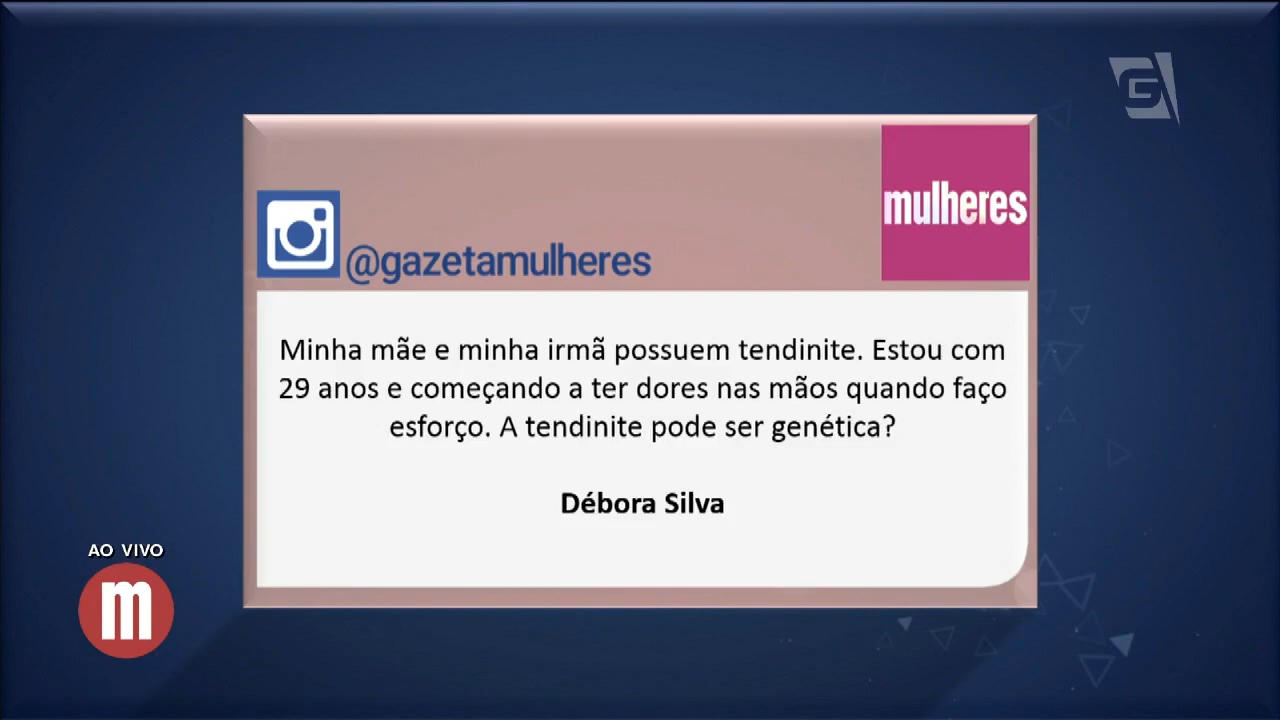 mulheres
@gazetamulheres
Minha mãe e minha irmã possuem tendinite. Estou com
29 anos e começando a ter dores nas mãos quando faço
esforço. A tendinite pode ser genética?
Débora Silva
AO VIVO
m
G